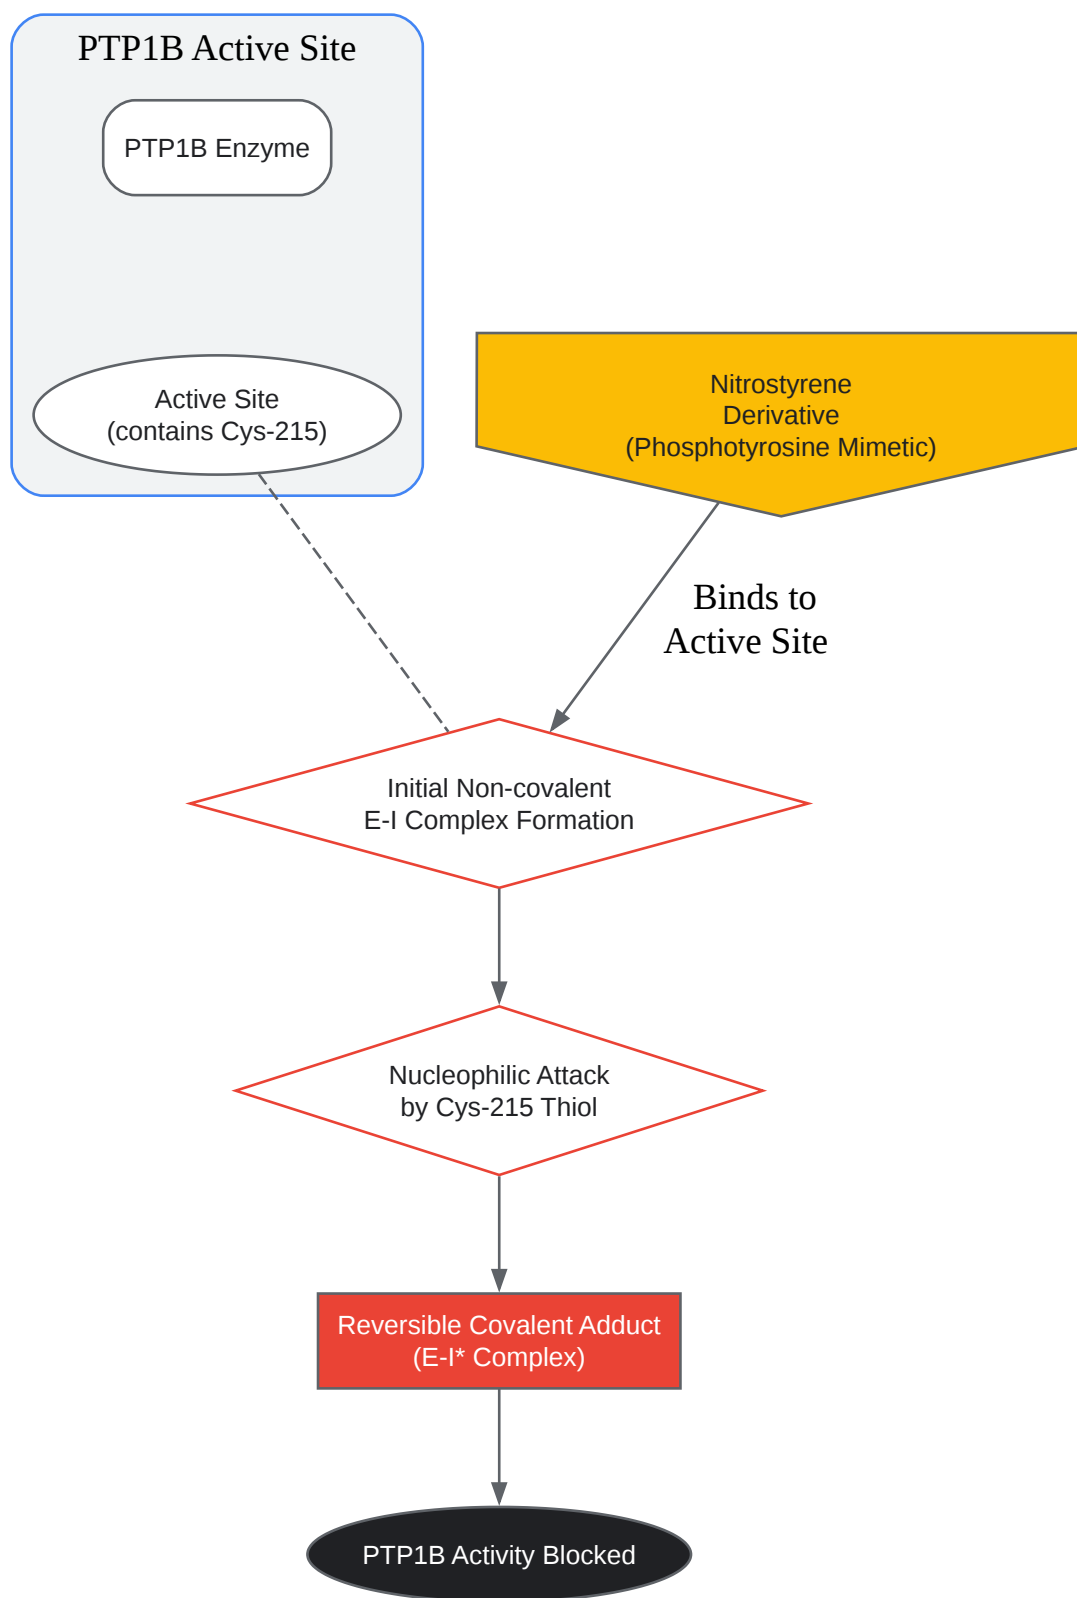 PTP1B Active Site
PTP1B Enzyme
Active Site
(contains Cys-215)
Nitrostyrene
Derivative
(Phosphotyrosine Mimetic)
Binds to
Active Site
Initial Non-covalent
E-I Complex Formation
Nucleophilic Attack
by Cys-215 Thiol
Reversible Covalent Adduct
(E-I* Complex)
PTP1B Activity Blocked